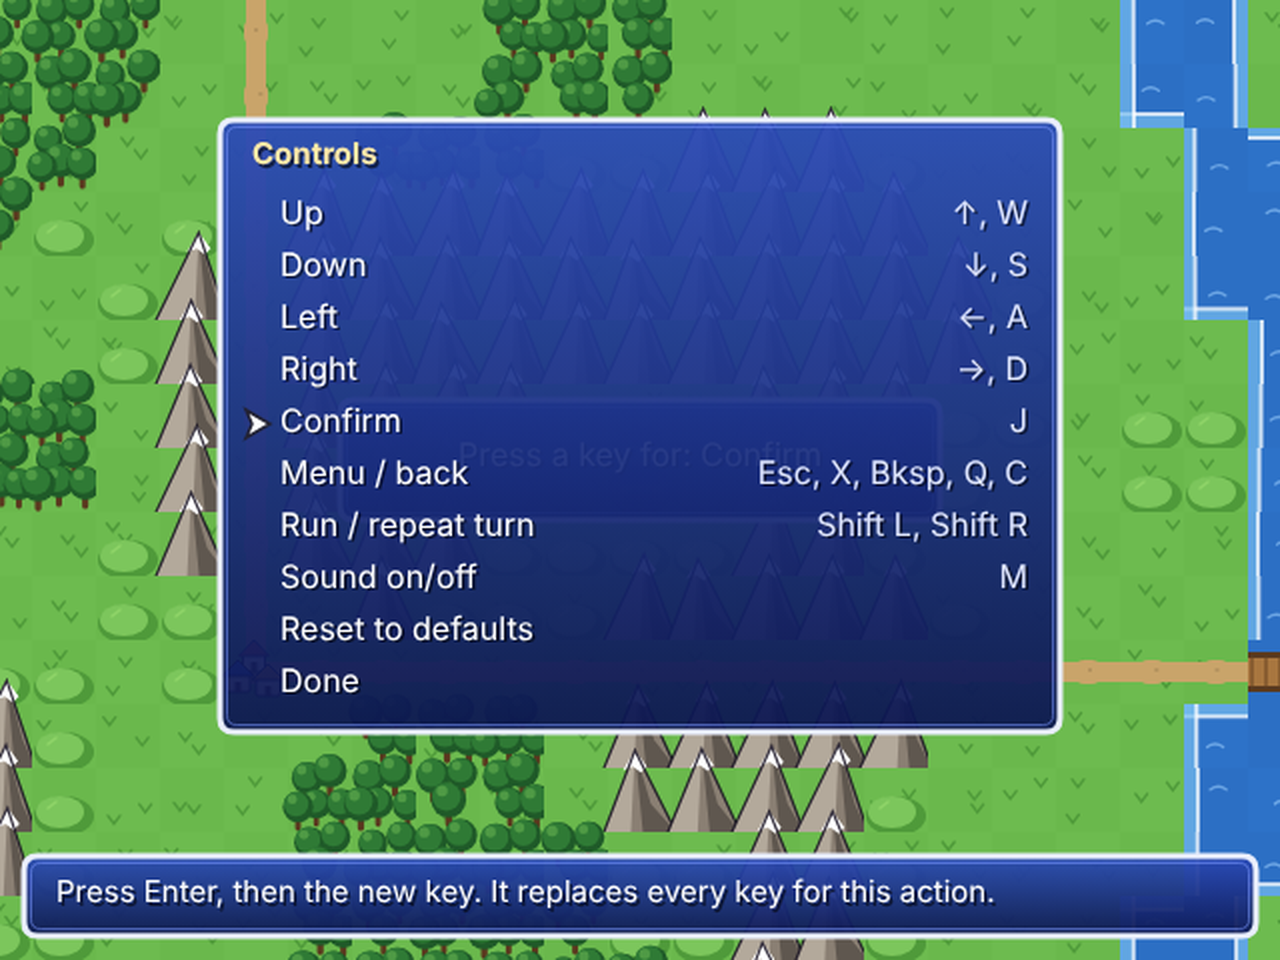 Controls
Up ↑, W
Down ↓, S
Left ←, A
Right →, D
Confirm J
Press a key for: Confirm
Menu / back Esc, X, Bksp, Q, C
Run / repeat turn Shift L, Shift R
Sound on/off M
Reset to defaults
Done
Press Enter, then the new key. It replaces every key for this action.